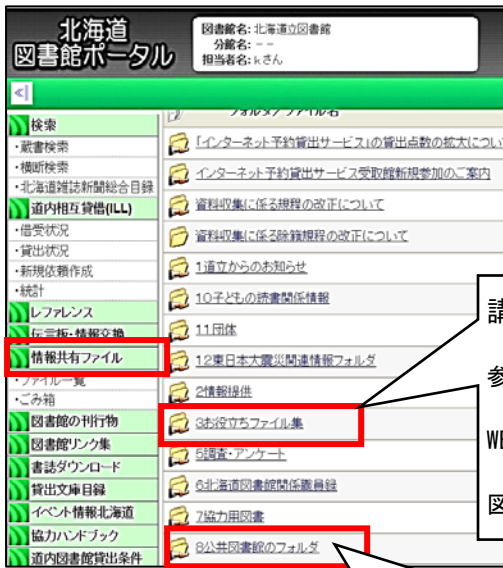 北海道
図書館ポータル
図書館名: 北海道立図書館
分館名: －－
担当者名: kさん
検索
・蔵書検索
・横断検索
・北海道雑誌新聞総合目録
道内相互貸借(ILL)
・借受状況
・貸出状況
・新規依頼作成
・統計
レファレンス
伝言板・情報交換
情報共有ファイル
・ファイル一覧
・ごみ箱
図書館の刊行物
図書館リンク集
書誌ダウンロード
貸出文庫目録
イベント情報北海道
協力ハンドブック
道内図書館貸出条件
フォルダ／ファイル名
「インターネット予約貸出サービス」の貸出点数の拡大につい
インターネット予約貸出サービス受取館新規参加のご案内
資料収集に係る規程の改正について
資料収集に係る除籍規程の改正について
1道立からのお知らせ
10子どもの読書関係情報
11団体
12東日本大震災関連情報フォルダ
2情報提供
3お役立ちファイル集
5調査・アンケート
6北海道図書館関係職員録
7協力用図書
8公共図書館のフォルダ
講
参
WE
図